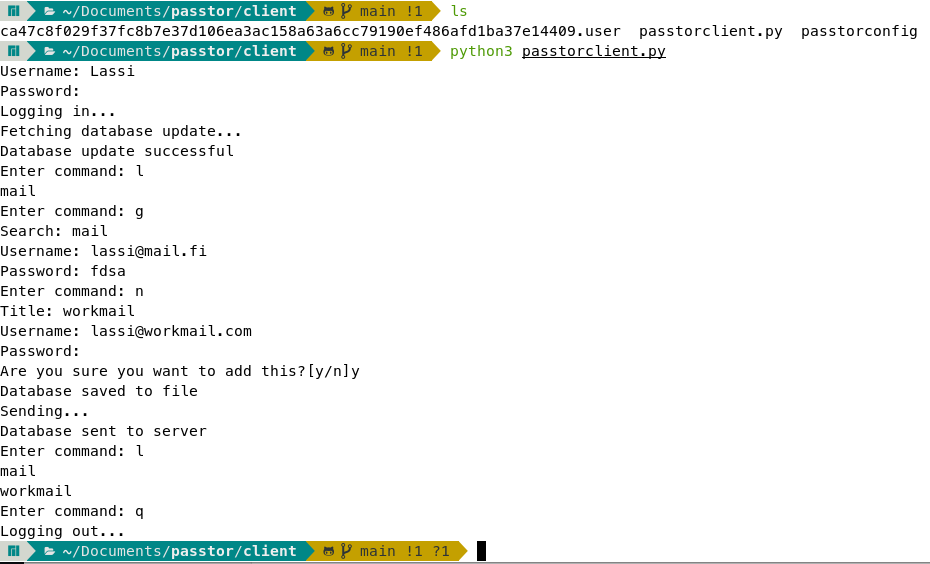 ~/Documents/passtor/client main !1 ls
ca47c8f029f37fc8b7e37d106ea3ac158a63a6cc79190ef486afd1ba37e14409.user passtorclient.py passtorconfig
~/Documents/passtor/client main !1 python3 passtorclient.py
Username: Lassi
Password:
Logging in...
Fetching database update...
Database update successful
Enter command: l
mail
Enter command: g
Search: mail
Username: lassi@mail.fi
Password: fdsa
Enter command: n
Title: workmail
Username: lassi@workmail.com
Password:
Are you sure you want to add this?[y/n]y
Database saved to file
Sending...
Database sent to server
Enter command: l
mail
workmail
Enter command: q
Logging out...
~/Documents/passtor/client main !1 ?1